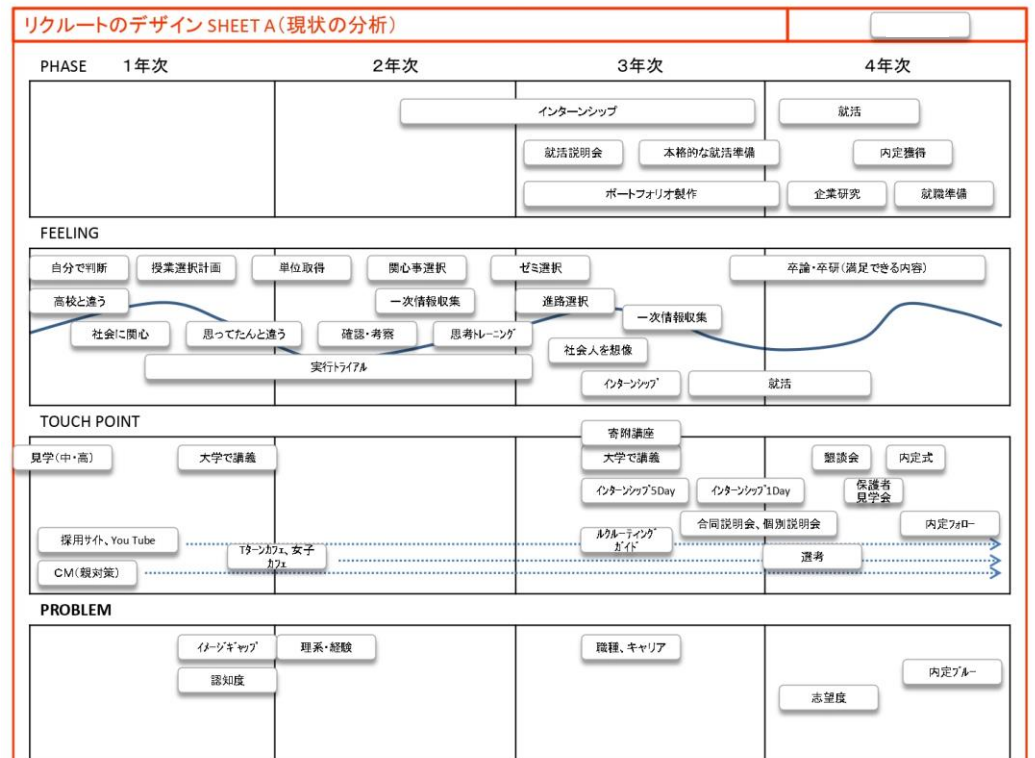 リクルートのデザイン SHEET A（現状の分析）
PHASE 1年次 2年次 3年次 4年次
インターンシップ 就活
就活説明会 本格的な就活準備 内定獲得
ポートフォリオ製作 企業研究 就職準備
FEELING
自分で判断 授業選択計画 単位取得 関心事選択 ゼミ選択 卒論・卒研（満足できる内容）
高校と違う 一次情報収集 進路選択 一次情報収集
社会に関心 思ってたんと違う 確認・考察 思考トレーニング
社会人を想像
実行トライアル
インターンシップ 就活
TOUCH POINT
寄附講座
見学（中・高） 大学で講義 大学で講義 懇談会 内定式
インターンシップ5Day インターンシップ1Day 保護者
見学会
合同説明会、個別説明会 内定フォロー
採用サイト、You Tube ルクルーティング
ガイド
Tターンカフェ、女子
カフェ
選考
CM（親対策）
PROBLEM
イメージギャップ 理系・経験 職種、キャリア
認知度 内定ブルー
志望度